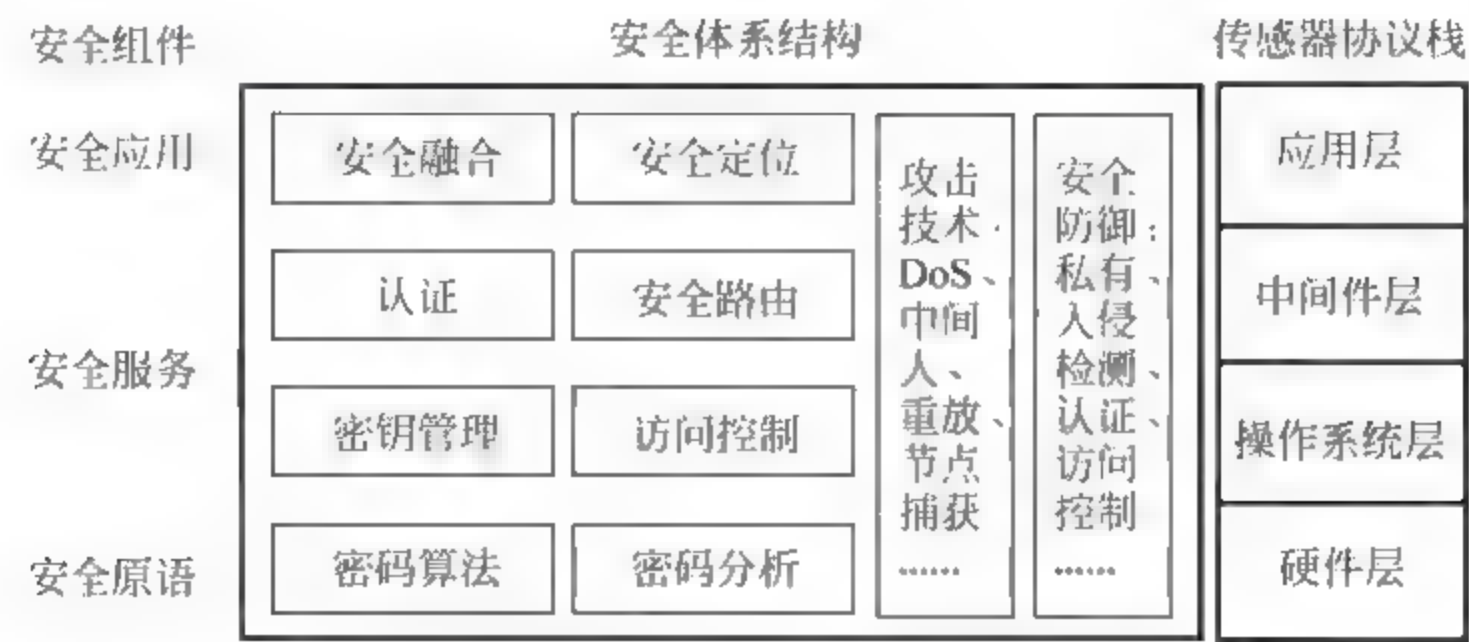 安全组件
安全体系结构
传感器协议栈
安全应用
安全融合
安全定位
认证
安全路由
安全服务
密钥管理
访问控制
安全原语
密码算法
密码分析
攻击
技术:
DoS、
中间
人、
重放、
节点
捕获
……
安全
防御:
私有、
入侵
检测、
认证、
访问
控制
……
应用层
中间件层
操作系统层
硬件层